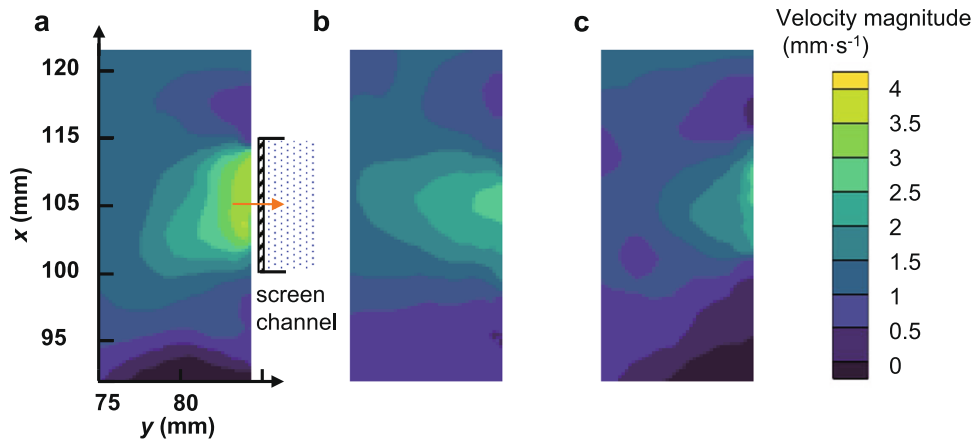 a
b
c
Velocity magnitude
(mm·s⁻¹)
120
115
105
100
95
x (mm)
75
80
y (mm)
screen
channel
4
3.5
3
2.5
2
1.5
1
0.5
0